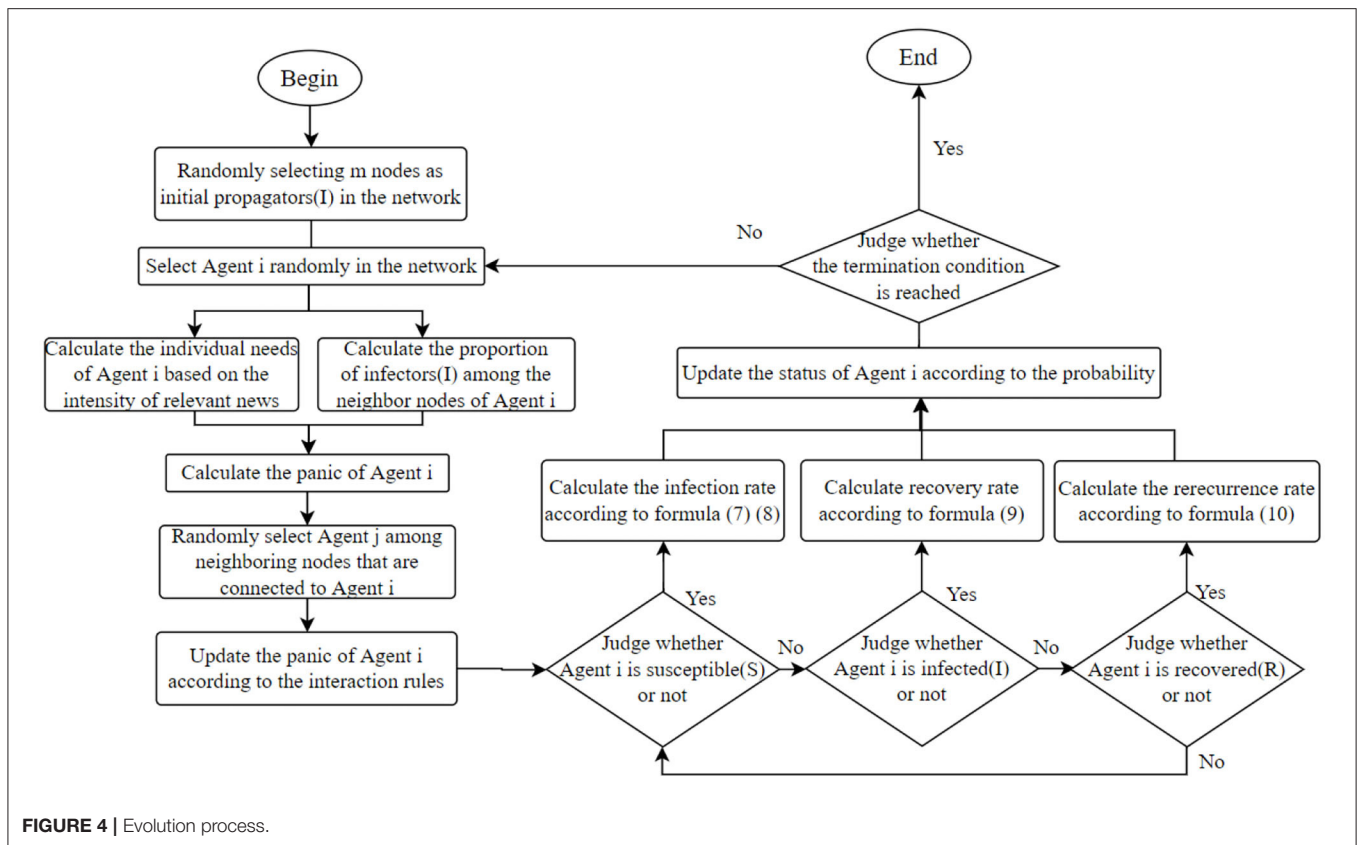 Begin
Randomly selecting m nodes as
initial propagators(I) in the network
Select Agent i randomly in the network
Calculate the individual needs
of Agent i based on the
intensity of relevant news
Calculate the proportion
of infectors(I) among the
neighbor nodes of Agent i
Calculate the panic of Agent i
Randomly select Agent j among
neighboring nodes that are
connected to Agent i
Update the panic of Agent i
according to the interaction rules
Judge whether
Agent i is susceptible(S)
or not
No
Judge whether
Agent i is infected(I)
or not
No
Judge whether
Agent i is recovered(R)
or not
No
Yes
Yes
Yes
Calculate the infection rate
according to formula (7) (8)
Calculate recovery rate
according to formula (9)
Calculate the rerecurrence rate
according to formula (10)
Update the status of Agent i according to the probability
Judge whether
the termination condition
is reached
No
Yes
End
FIGURE 4 | Evolution process.